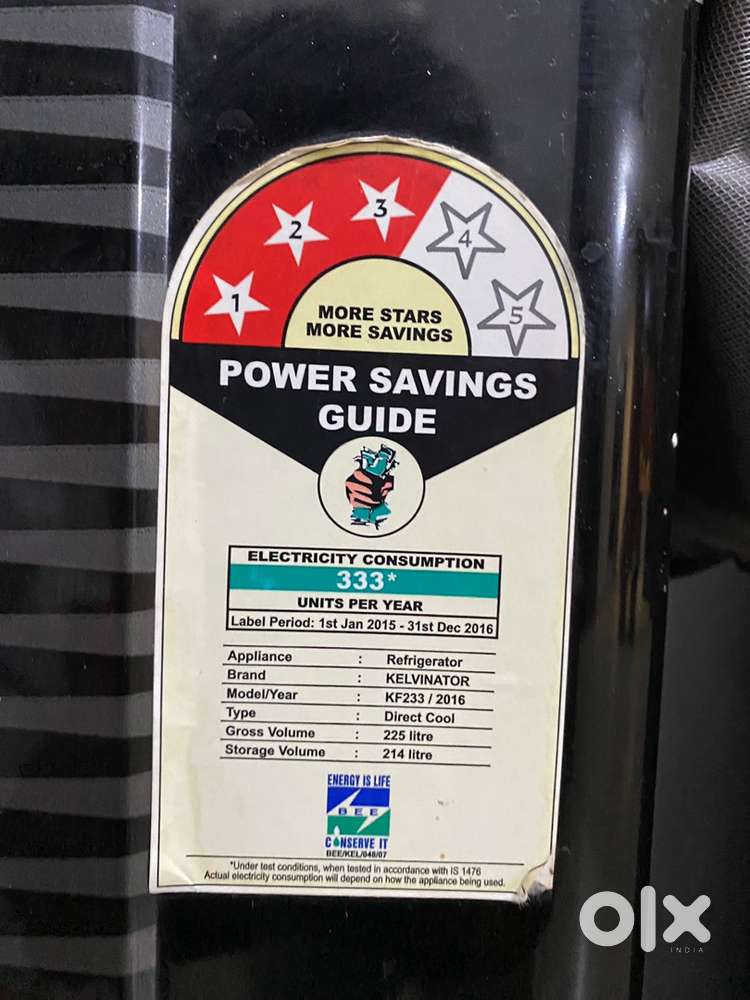 1
2
3
4
5
MORE STARS
MORE SAVINGS
POWER SAVINGS
GUIDE
ELECTRICITY CONSUMPTION
333*
UNITS PER YEAR
Label Period: 1st Jan 2015 - 31st Dec 2016
Appliance : Refrigerator
Brand : KELVINATOR
Model/Year : KF233 / 2016
Type : Direct Cool
Gross Volume : 225 litre
Storage Volume : 214 litre
ENERGY IS LIFE
BEE
CONSERVE IT
BEE/KEL/048/07
*Under test conditions, when tested in accordance with IS 1476
Actual electricity consumption will depend on how the appliance being used.
olx
INDIA